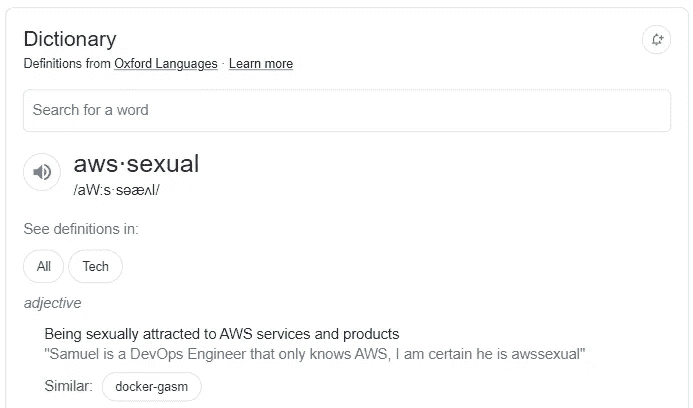 Dictionary
Definitions from Oxford Languages · Learn more
Search for a word
aws·sexual
/aW:s·səæʌl/
See definitions in:
All Tech
adjective
Being sexually attracted to AWS services and products
"Samuel is a DevOps Engineer that only knows AWS, I am certain he is awssexual"
Similar: docker-gasm